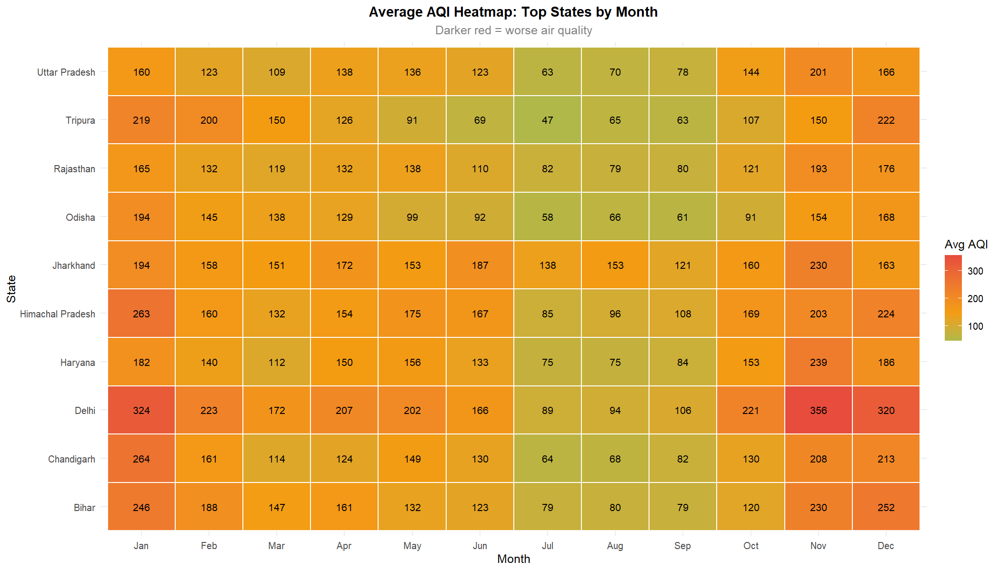 Average AQI Heatmap: Top States by Month
Darker red = worse air quality
State
Uttar Pradesh 160 123 109 138 136 123 63 70 78 144 201 166
Tripura 219 200 150 126 91 69 47 65 63 107 150 222
Rajasthan 165 132 119 132 138 110 82 79 80 121 193 176
Odisha 194 145 138 129 99 92 58 66 61 91 154 168
Jharkhand 194 158 151 172 153 187 138 153 121 160 230 163
Himachal Pradesh 263 160 132 154 175 167 85 96 108 169 203 224
Haryana 182 140 112 150 156 133 75 75 84 153 239 186
Delhi 324 223 172 207 202 166 89 94 106 221 356 320
Chandigarh 264 161 114 124 149 130 64 68 82 130 208 213
Bihar 246 188 147 161 132 123 79 80 79 120 230 252
Jan Feb Mar Apr May Jun Jul Aug Sep Oct Nov Dec
Month
Avg AQI
300
200
100